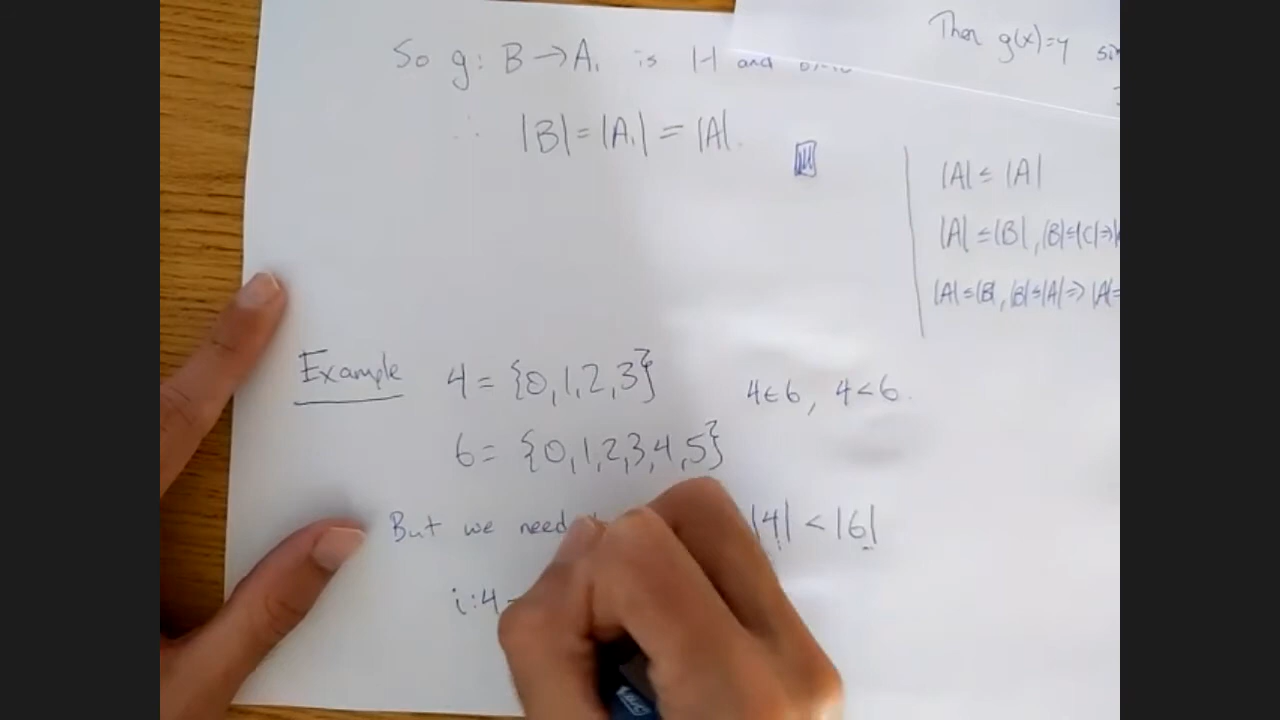 Then g(x)=y
So g: B→A₁ is 1-1 and
∴ |B|=|A₁|=|A|.
|A|≤|A|
|A|≤|B|, |B|≤|C|⇒
|A|≤|B|, |B|≤|A|⇒ |A|=
Example 4={0,1,2,3} 4∈6, 4<6.
6={0,1,2,3,4,5}
But we need |4|<|6|
i:4
BIC